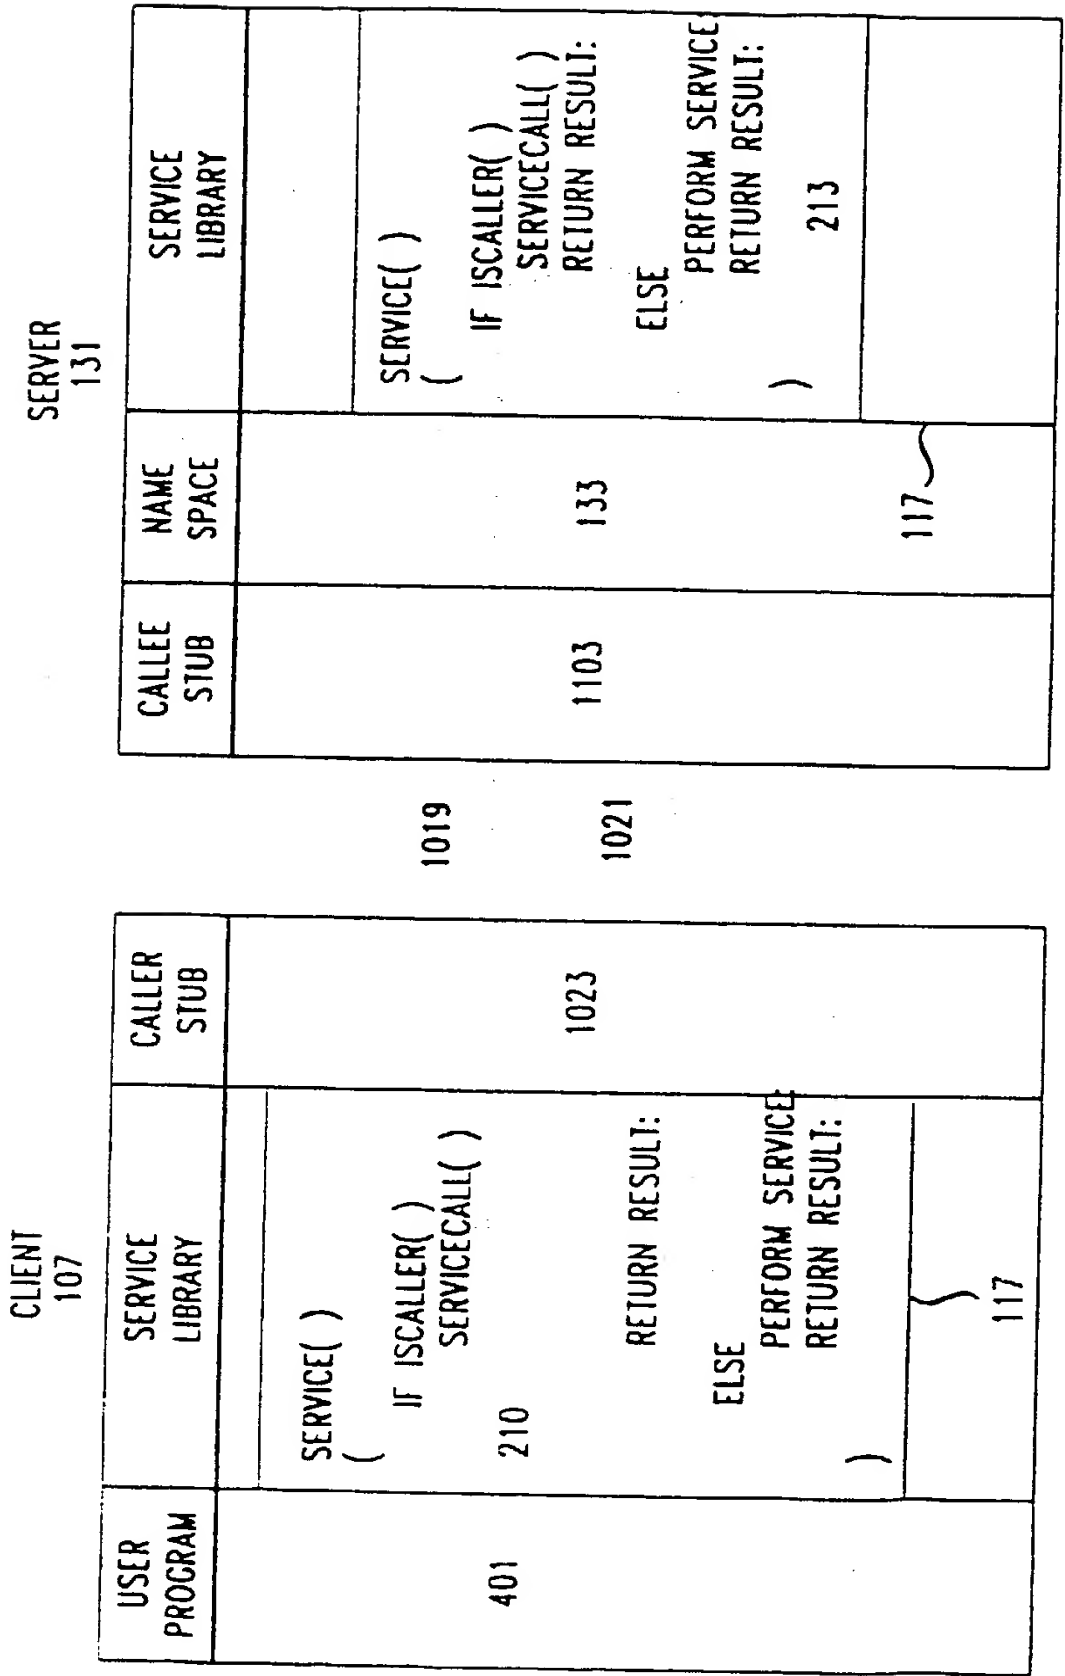 CLIENT
107
USER
PROGRAM
SERVICE
LIBRARY
CALLER
STUB
401
SERVICE( )
(
IF ISCALLER( )
SERVICECALL( )
210
RETURN RESULT:
ELSE
PERFORM SERVICE:
RETURN RESULT:
)
117
1023
1019
1021
SERVER
131
CALLEE
STUB
NAME
SPACE
SERVICE
LIBRARY
1103
133
117
SERVICE( )
(
IF ISCALLER( )
SERVICECALL( )
RETURN RESULT:
ELSE
PERFORM SERVICE:
RETURN RESULT:
213
)